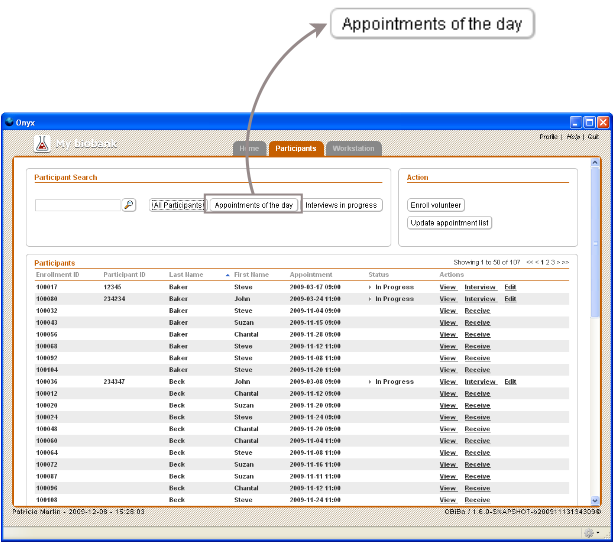 Appointments of the day
Onyx
Profile | Help | Quit
My biobank
Home Participants Workstation
Participant Search
Action
All Participants Appointments of the day Interviews in progress
Enroll volunteer
Update appointment list
Participants
Showing 1 to 50 of 107 << < 1 2 3 > >>
Enrollment ID Participant ID Last Name First Name Appointment Status Actions
100017 12345 Baker Steve 2009-03-17 09:00 In Progress View Interview Edit
100080 234234 Baker John 2009-03-24 11:00 In Progress View Interview Edit
100032 Baker Steve 2009-11-04 09:00 View Receive
100043 Baker Suzan 2009-11-15 09:00 View Receive
100056 Baker Chantal 2009-11-28 09:00 View Receive
100068 Baker Steve 2009-11-12 11:00 View Receive
100092 Baker Steve 2009-11-08 11:00 View Receive
100104 Baker Steve 2009-11-20 11:00 View Receive
100036 234347 Beck John 2009-03-08 09:00 In Progress View Interview Edit
100012 Beck Chantal 2009-11-12 09:00 View Receive
100020 Beck Suzan 2009-11-20 09:00 View Receive
100024 Beck Steve 2009-11-24 09:00 View Receive
100048 Beck Chantal 2009-11-20 09:00 View Receive
100060 Beck Chantal 2009-11-04 11:00 View Receive
100064 Beck Steve 2009-11-08 11:00 View Receive
100072 Beck Suzan 2009-11-16 11:00 View Receive
100087 Beck Suzan 2009-11-11 11:00 View Receive
100096 Beck Chantal 2009-11-12 11:00 View Receive
100108 Beck Steve 2009-11-24 11:00 View Receive
Patricia Martin - 2009-12-08 - 15:28:03
OBiBa / 1.6.0-SNAPSHOT-b20091113134309©